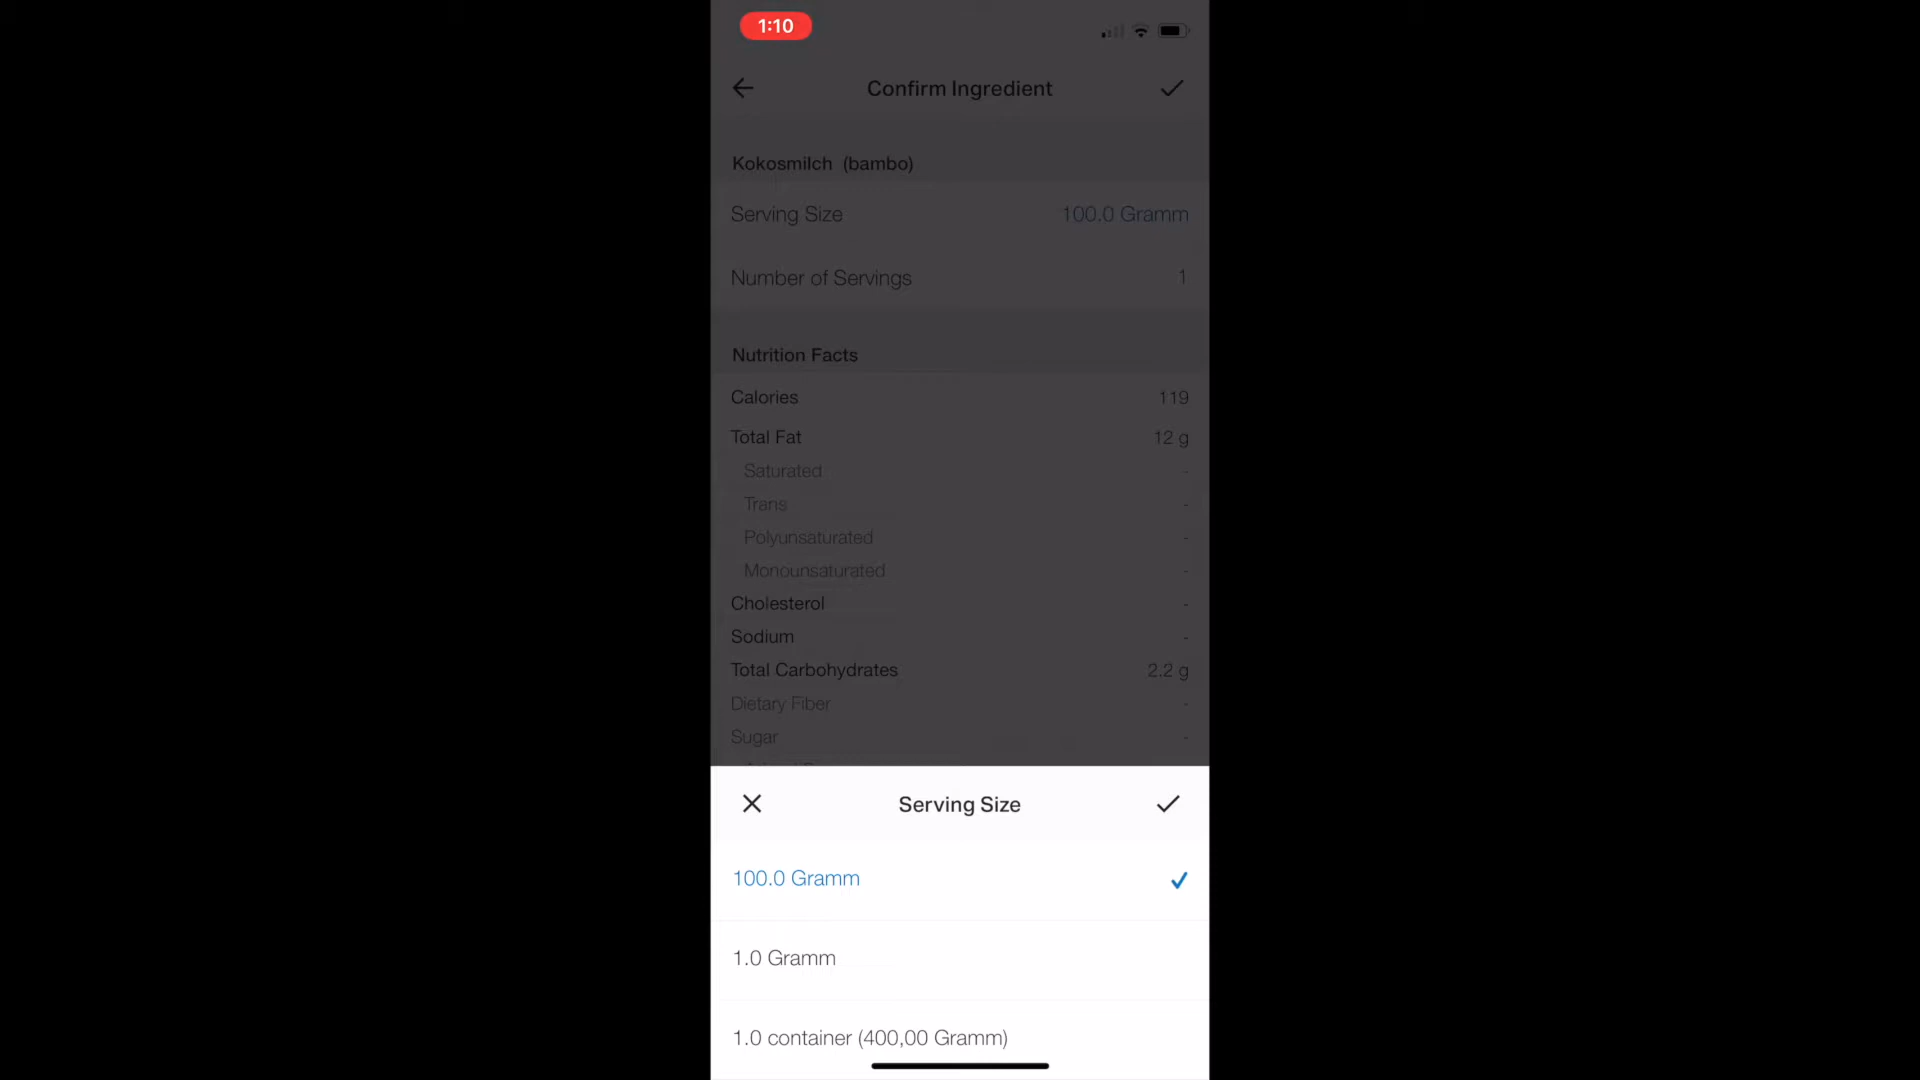 1:10
Confirm Ingredient
Kokosmilch (bambo)
Serving Size 100.0 Gramm
Number of Servings 1
Nutrition Facts
Calories 119
Total Fat 12 g
Saturated -
Trans -
Polyunsaturated -
Monounsaturated -
Cholesterol -
Sodium -
Total Carbohydrates 2.2 g
Dietary Fiber -
Sugar -
Serving Size
100.0 Gramm
1.0 Gramm
1.0 container (400,00 Gramm)